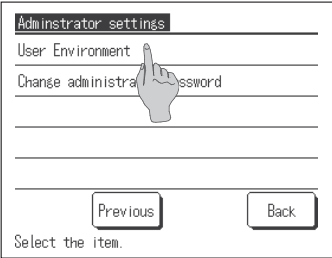 Adminstrator settings
User Environment
Change administra ssword
Previous
Back
Select the item.